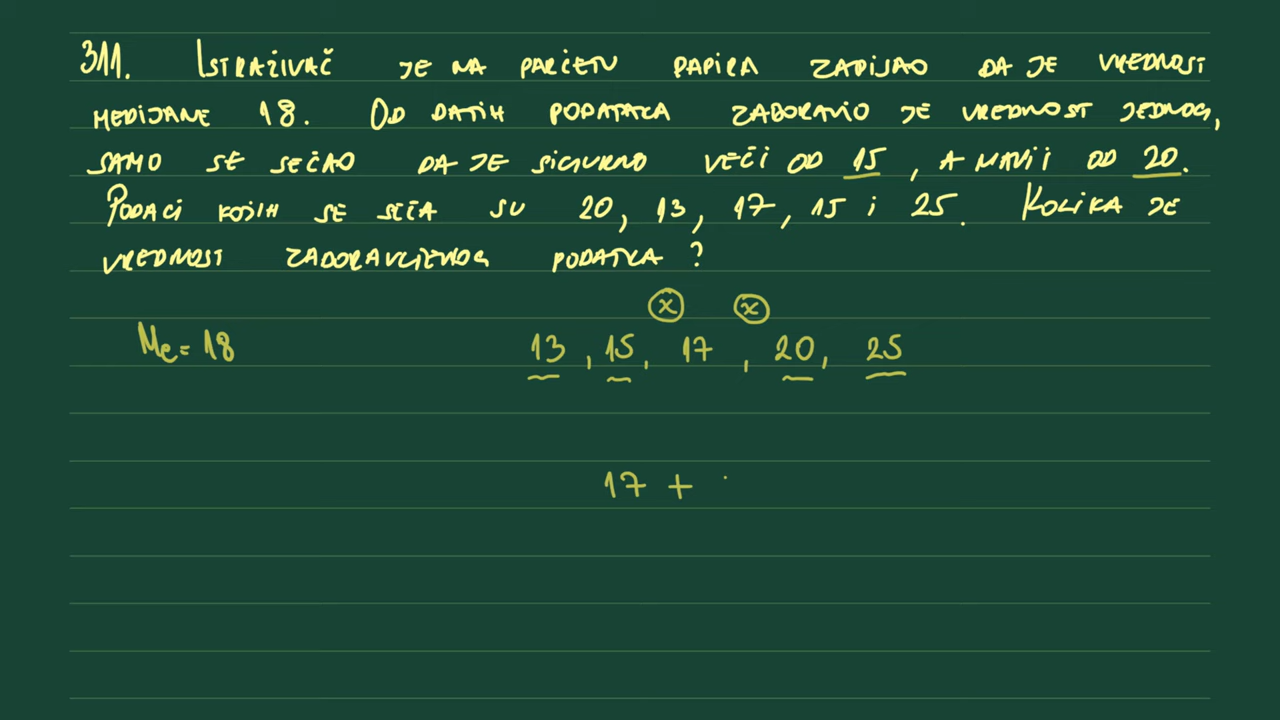 311. ISTRAŽIVAČ JE NA PARČETU PAPIRA ZAPISAO DA JE VREDNOST
MEDIJANE 18. OD DATIH PODATAKA ZABORAVIO JE VREDNOST JEDNOG,
SAMO SE SEĆAO DA JE SIGURNO VEĆI OD 15, A MANJI OD 20.
PODACI KOJIH SE SEĆA SU 20, 13, 17, 15 I 25. KOLIKA JE
VREDNOST ZABORAVLJENOG PODATKA?
x x
Me = 18 13, 15, 17, 20, 25
17 +